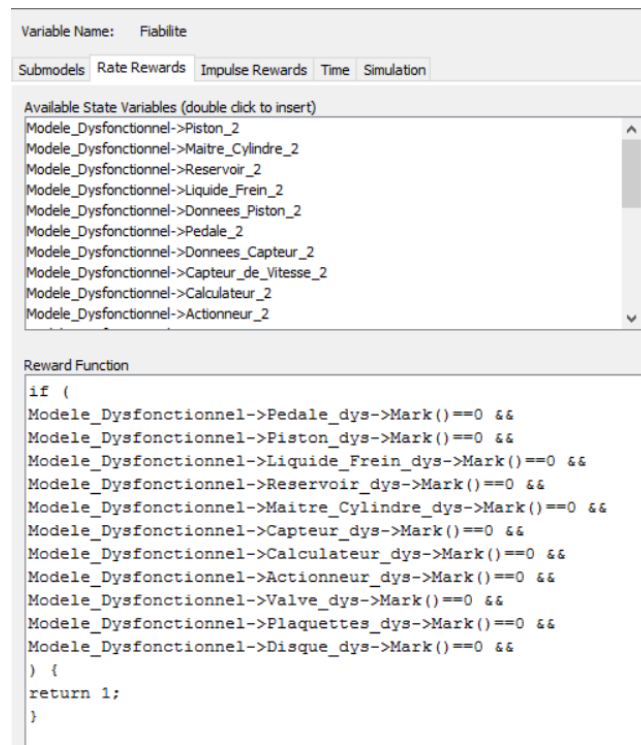 Variable Name: Fiabilite
Submodels Rate Rewards Impulse Rewards Time Simulation
Available State Variables (double click to insert)
Modele_Dysfonctionnel->Piston_2
Modele_Dysfonctionnel->Maitre_Cylindre_2
Modele_Dysfonctionnel->Reservoir_2
Modele_Dysfonctionnel->Liquide_Frein_2
Modele_Dysfonctionnel->Donnees_Piston_2
Modele_Dysfonctionnel->Pedale_2
Modele_Dysfonctionnel->Donnees_Capteur_2
Modele_Dysfonctionnel->Capteur_de_Vitesse_2
Modele_Dysfonctionnel->Calculateur_2
Modele_Dysfonctionnel->Actionneur_2
Reward Function
if (
Modele_Dysfonctionnel->Pedale_dys->Mark()==0 &&
Modele_Dysfonctionnel->Piston_dys->Mark()==0 &&
Modele_Dysfonctionnel->Liquide_Frein_dys->Mark()==0 &&
Modele_Dysfonctionnel->Reservoir_dys->Mark()==0 &&
Modele_Dysfonctionnel->Maitre_Cylindre_dys->Mark()==0 &&
Modele_Dysfonctionnel->Capteur_dys->Mark()==0 &&
Modele_Dysfonctionnel->Calculateur_dys->Mark()==0 &&
Modele_Dysfonctionnel->Actionneur_dys->Mark()==0 &&
Modele_Dysfonctionnel->Valve_dys->Mark()==0 &&
Modele_Dysfonctionnel->Plaquettes_dys->Mark()==0 &&
Modele_Dysfonctionnel->Disque_dys->Mark()==0 &&
) {
return 1;
}